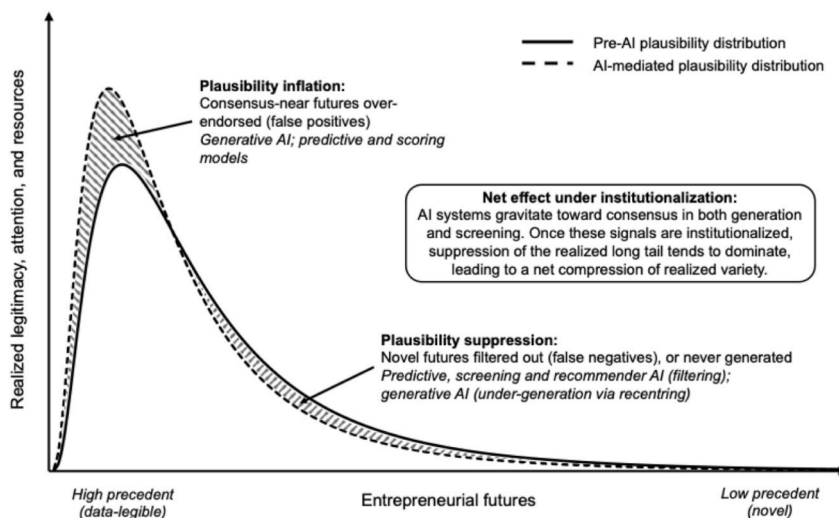 Pre-AI plausibility distribution
AI-mediated plausibility distribution
Plausibility inflation:
Consensus-near futures over-
endorsed (false positives)
Generative AI; predictive and scoring
models
Net effect under institutionalization:
AI systems gravitate toward consensus in both generation
and screening. Once these signals are institutionalized,
suppression of the realized long tail tends to dominate,
leading to a net compression of realized variety.
Plausibility suppression:
Novel futures filtered out (false negatives), or never generated
Predictive, screening and recommender AI (filtering);
generative AI (under-generation via recentring)
Realized legitimacy, attention, and resources
High precedent
(data-legible)
Entrepreneurial futures
Low precedent
(novel)